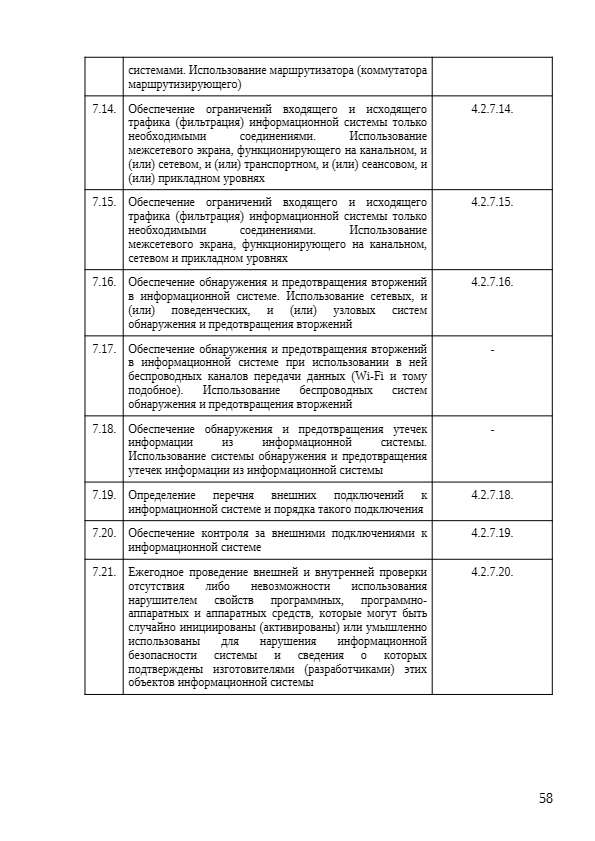 системами. Использование маршрутизатора (коммутатора
маршрутизирующего)
7.14. Обеспечение ограничений входящего и исходящего 4.2.7.14.
трафика (фильтрация) информационной системы только
необходимыми соединениями. Использование
межсетевого экрана, функционирующего на канальном, и
(или) сетевом, и (или) транспортном, и (или) сеансовом, и
(или) прикладном уровнях
7.15. Обеспечение ограничений входящего и исходящего 4.2.7.15.
трафика (фильтрация) информационной системы только
необходимыми соединениями. Использование
межсетевого экрана, функционирующего на канальном,
сетевом и прикладном уровнях
7.16. Обеспечение обнаружения и предотвращения вторжений 4.2.7.16.
в информационной системе. Использование сетевых, и
(или) поведенческих, и (или) узловых систем
обнаружения и предотвращения вторжений
7.17. Обеспечение обнаружения и предотвращения вторжений -
в информационной системе при использовании в ней
беспроводных каналов передачи данных (Wi-Fi и тому
подобное). Использование беспроводных систем
обнаружения и предотвращения вторжений
7.18. Обеспечение обнаружения и предотвращения утечек -
информации из информационной системы.
Использование системы обнаружения и предотвращения
утечек информации из информационной системы
7.19. Определение перечня внешних подключений к 4.2.7.18.
информационной системе и порядка такого подключения
7.20. Обеспечение контроля за внешними подключениями к 4.2.7.19.
информационной системе
7.21. Ежегодное проведение внешней и внутренней проверки 4.2.7.20.
отсутствия либо невозможности использования
нарушителем свойств программных, программно-
аппаратных и аппаратных средств, которые могут быть
случайно инициированы (активированы) или умышленно
использованы для нарушения информационной
безопасности системы и сведения о которых
подтверждены изготовителями (разработчиками) этих
объектов информационной системы
58